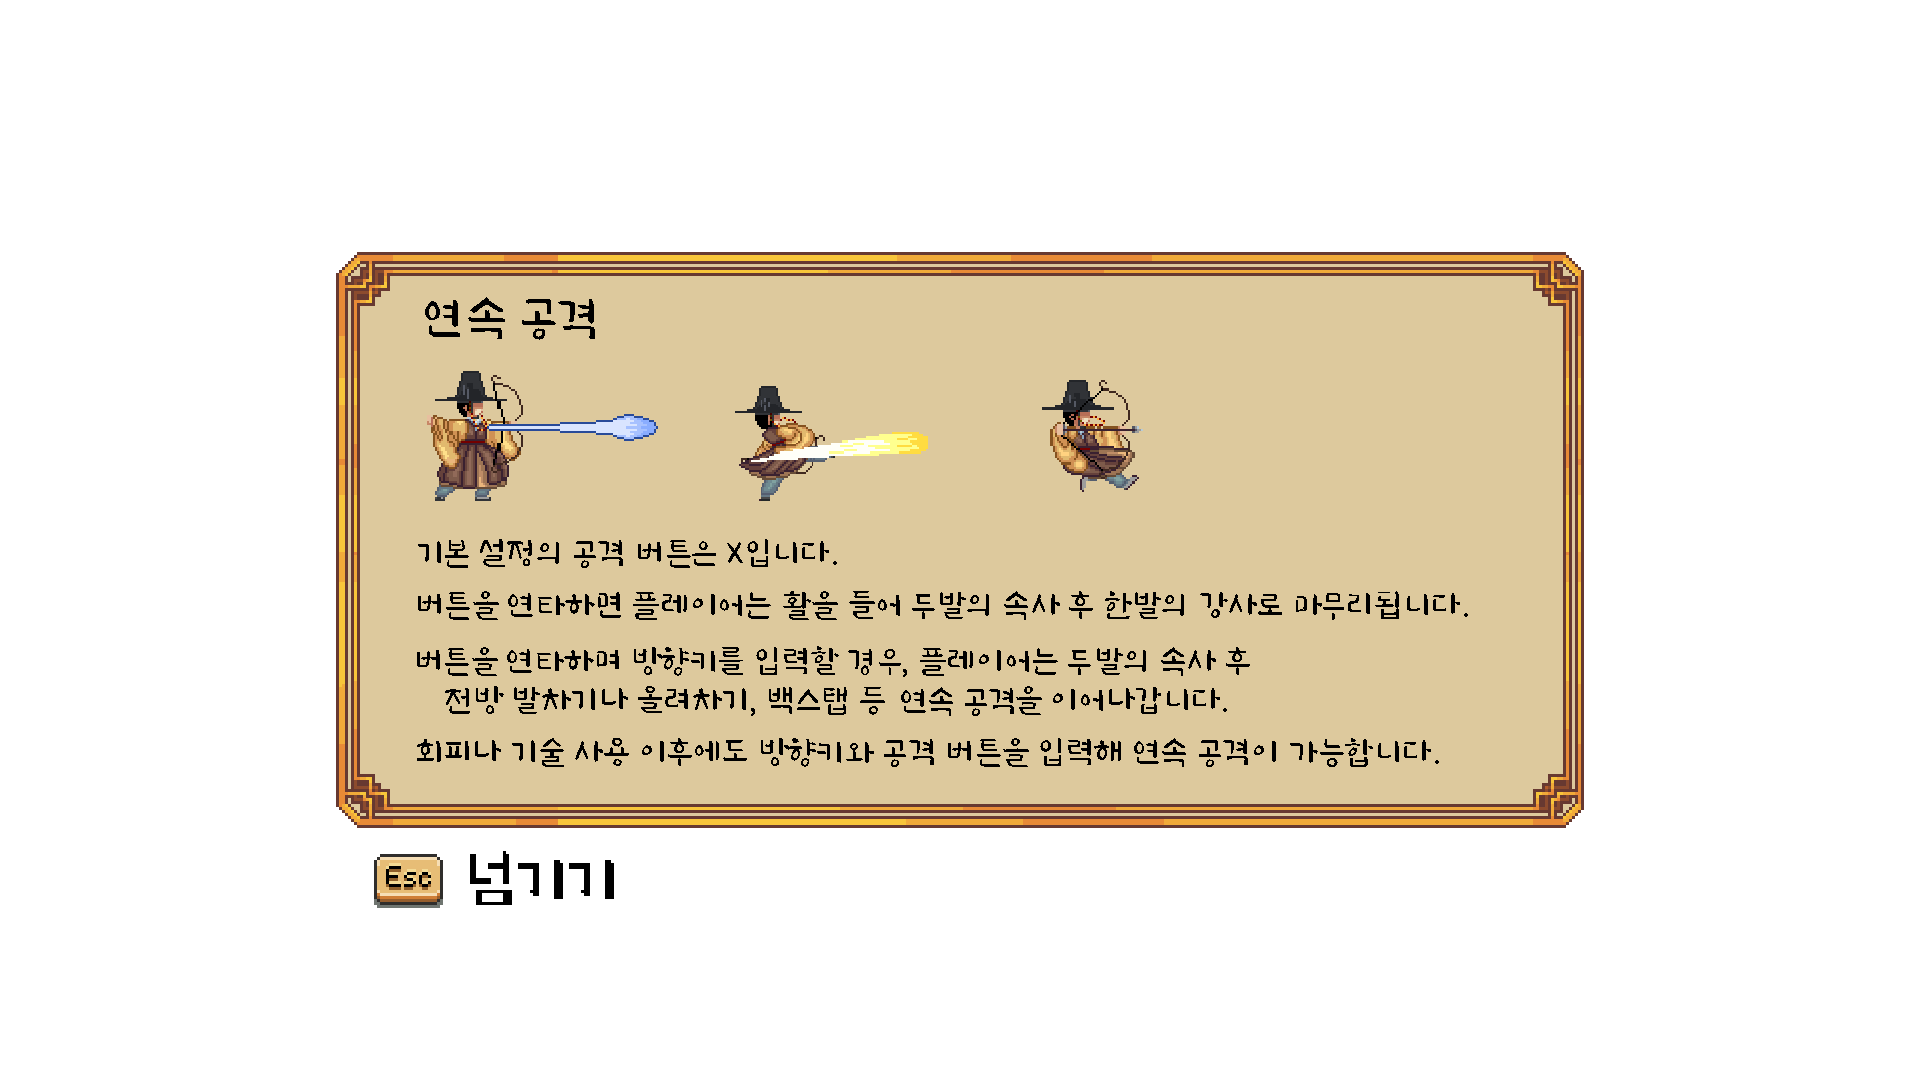 연속 공격
기본 설정의 공격 버튼은 X입니다.
버튼을 연타하면 플레이어는 활을 들어 두발의 속사 후 한발의 강사로 마무리됩니다.
버튼을 연타하며 방향키를 입력할 경우, 플레이어는 두발의 속사 후
전방 발차기나 올려차기, 백스탭 등 연속 공격을 이어나갑니다.
회피나 기술 사용 이후에도 방향키와 공격 버튼을 입력해 연속 공격이 가능합니다.
Esc 넘기기